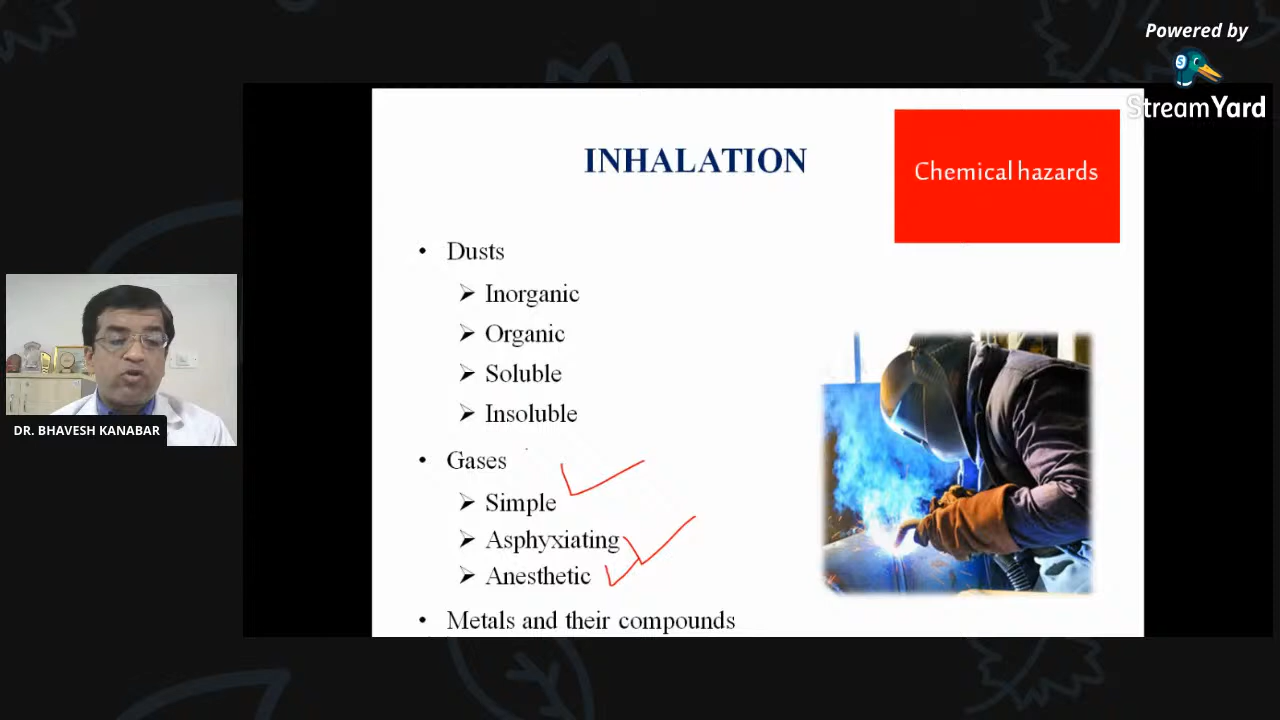 Powered by
StreamYard
INHALATION
Chemical hazards
• Dusts
➢ Inorganic
➢ Organic
➢ Soluble
➢ Insoluble
• Gases
➢ Simple
➢ Asphyxiating
➢ Anesthetic
• Metals and their compounds
DR. BHAVESH KANABAR